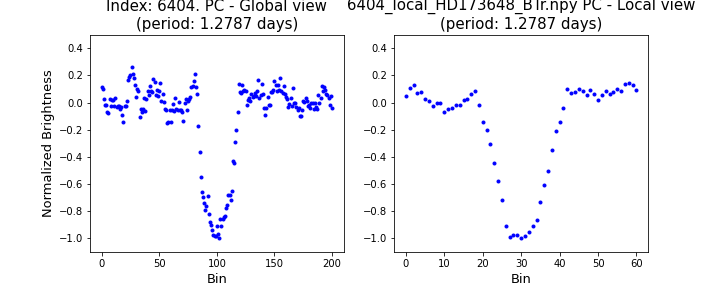 Index: 6404. PC - Global view
(period: 1.2787 days)
6404_local_HD173648_BTr.npy PC - Local view
(period: 1.2787 days)
Normalized Brightness
0.4
0.2
0.0
−0.2
−0.4
−0.6
−0.8
−1.0
0 50 100 150 200
Bin
0.4
0.2
0.0
−0.2
−0.4
−0.6
−0.8
−1.0
0 10 20 30 40 50 60
Bin